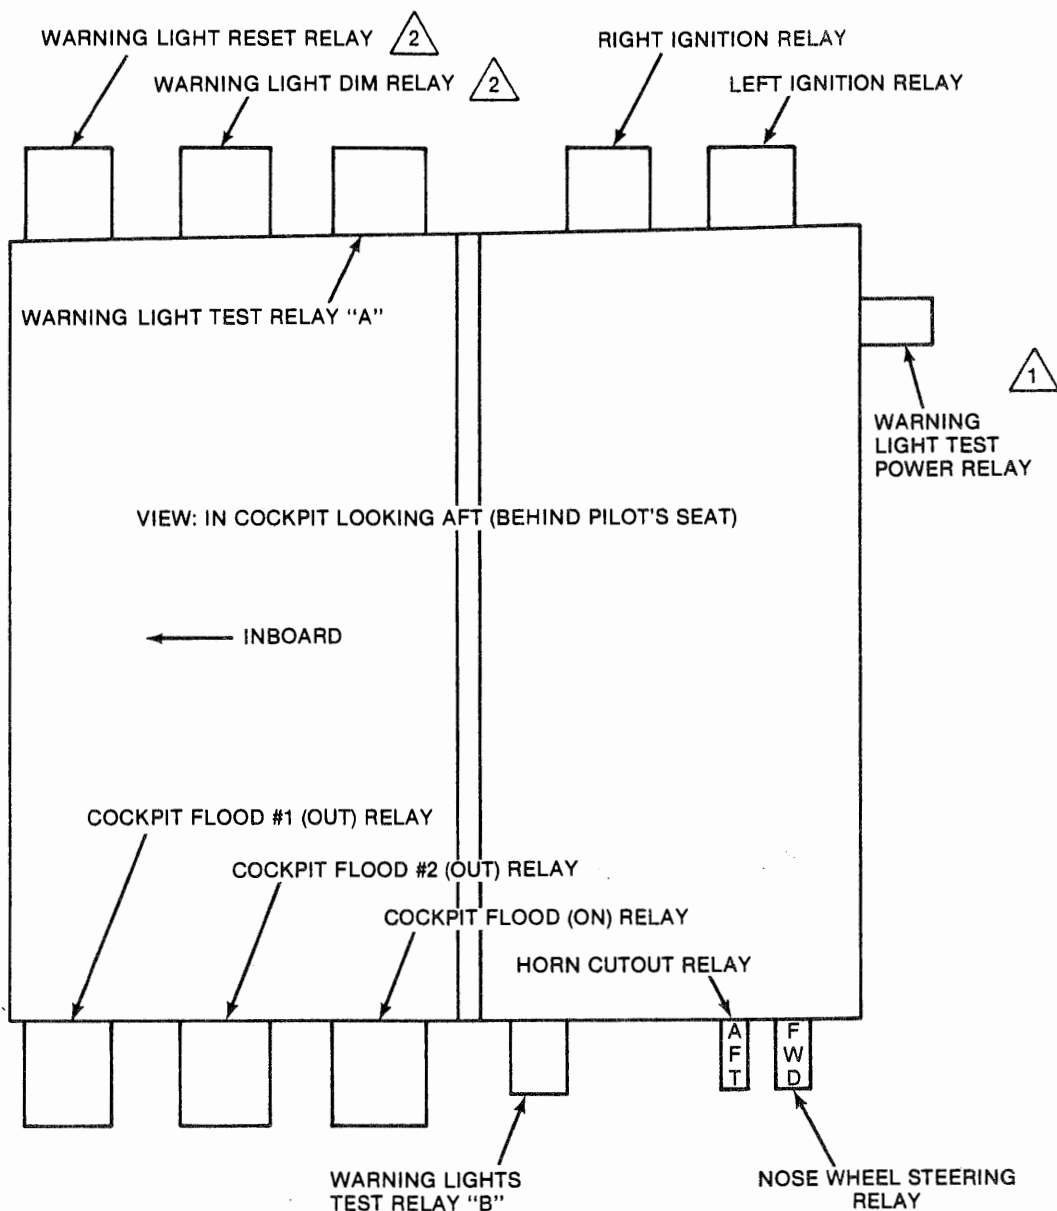 WARNING LIGHT RESET RELAY 2
RIGHT IGNITION RELAY
WARNING LIGHT DIM RELAY 2
LEFT IGNITION RELAY
WARNING LIGHT TEST RELAY “A”
1
WARNING
LIGHT TEST
POWER RELAY
VIEW: IN COCKPIT LOOKING AFT (BEHIND PILOT'S SEAT)
INBOARD
COCKPIT FLOOD #1 (OUT) RELAY
COCKPIT FLOOD #2 (OUT) RELAY
COCKPIT FLOOD (ON) RELAY
HORN CUTOUT RELAY
AFT
FWD
WARNING LIGHTS
TEST RELAY “B”
NOSE WHEEL STEERING
RELAY